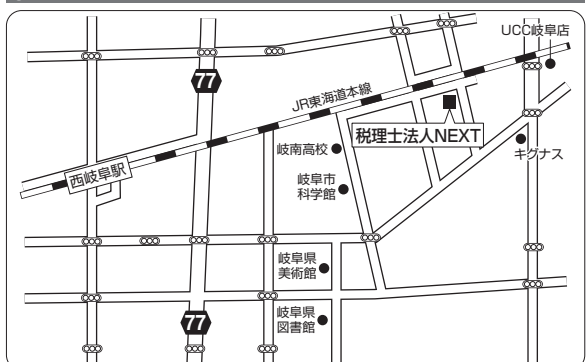 UCC岐阜店
77
JR東海道本線
税理士法人NEXT
岐南高校
キグナス
西岐阜駅
岐阜市
科学館
岐阜県
美術館
岐阜県
図書館
77